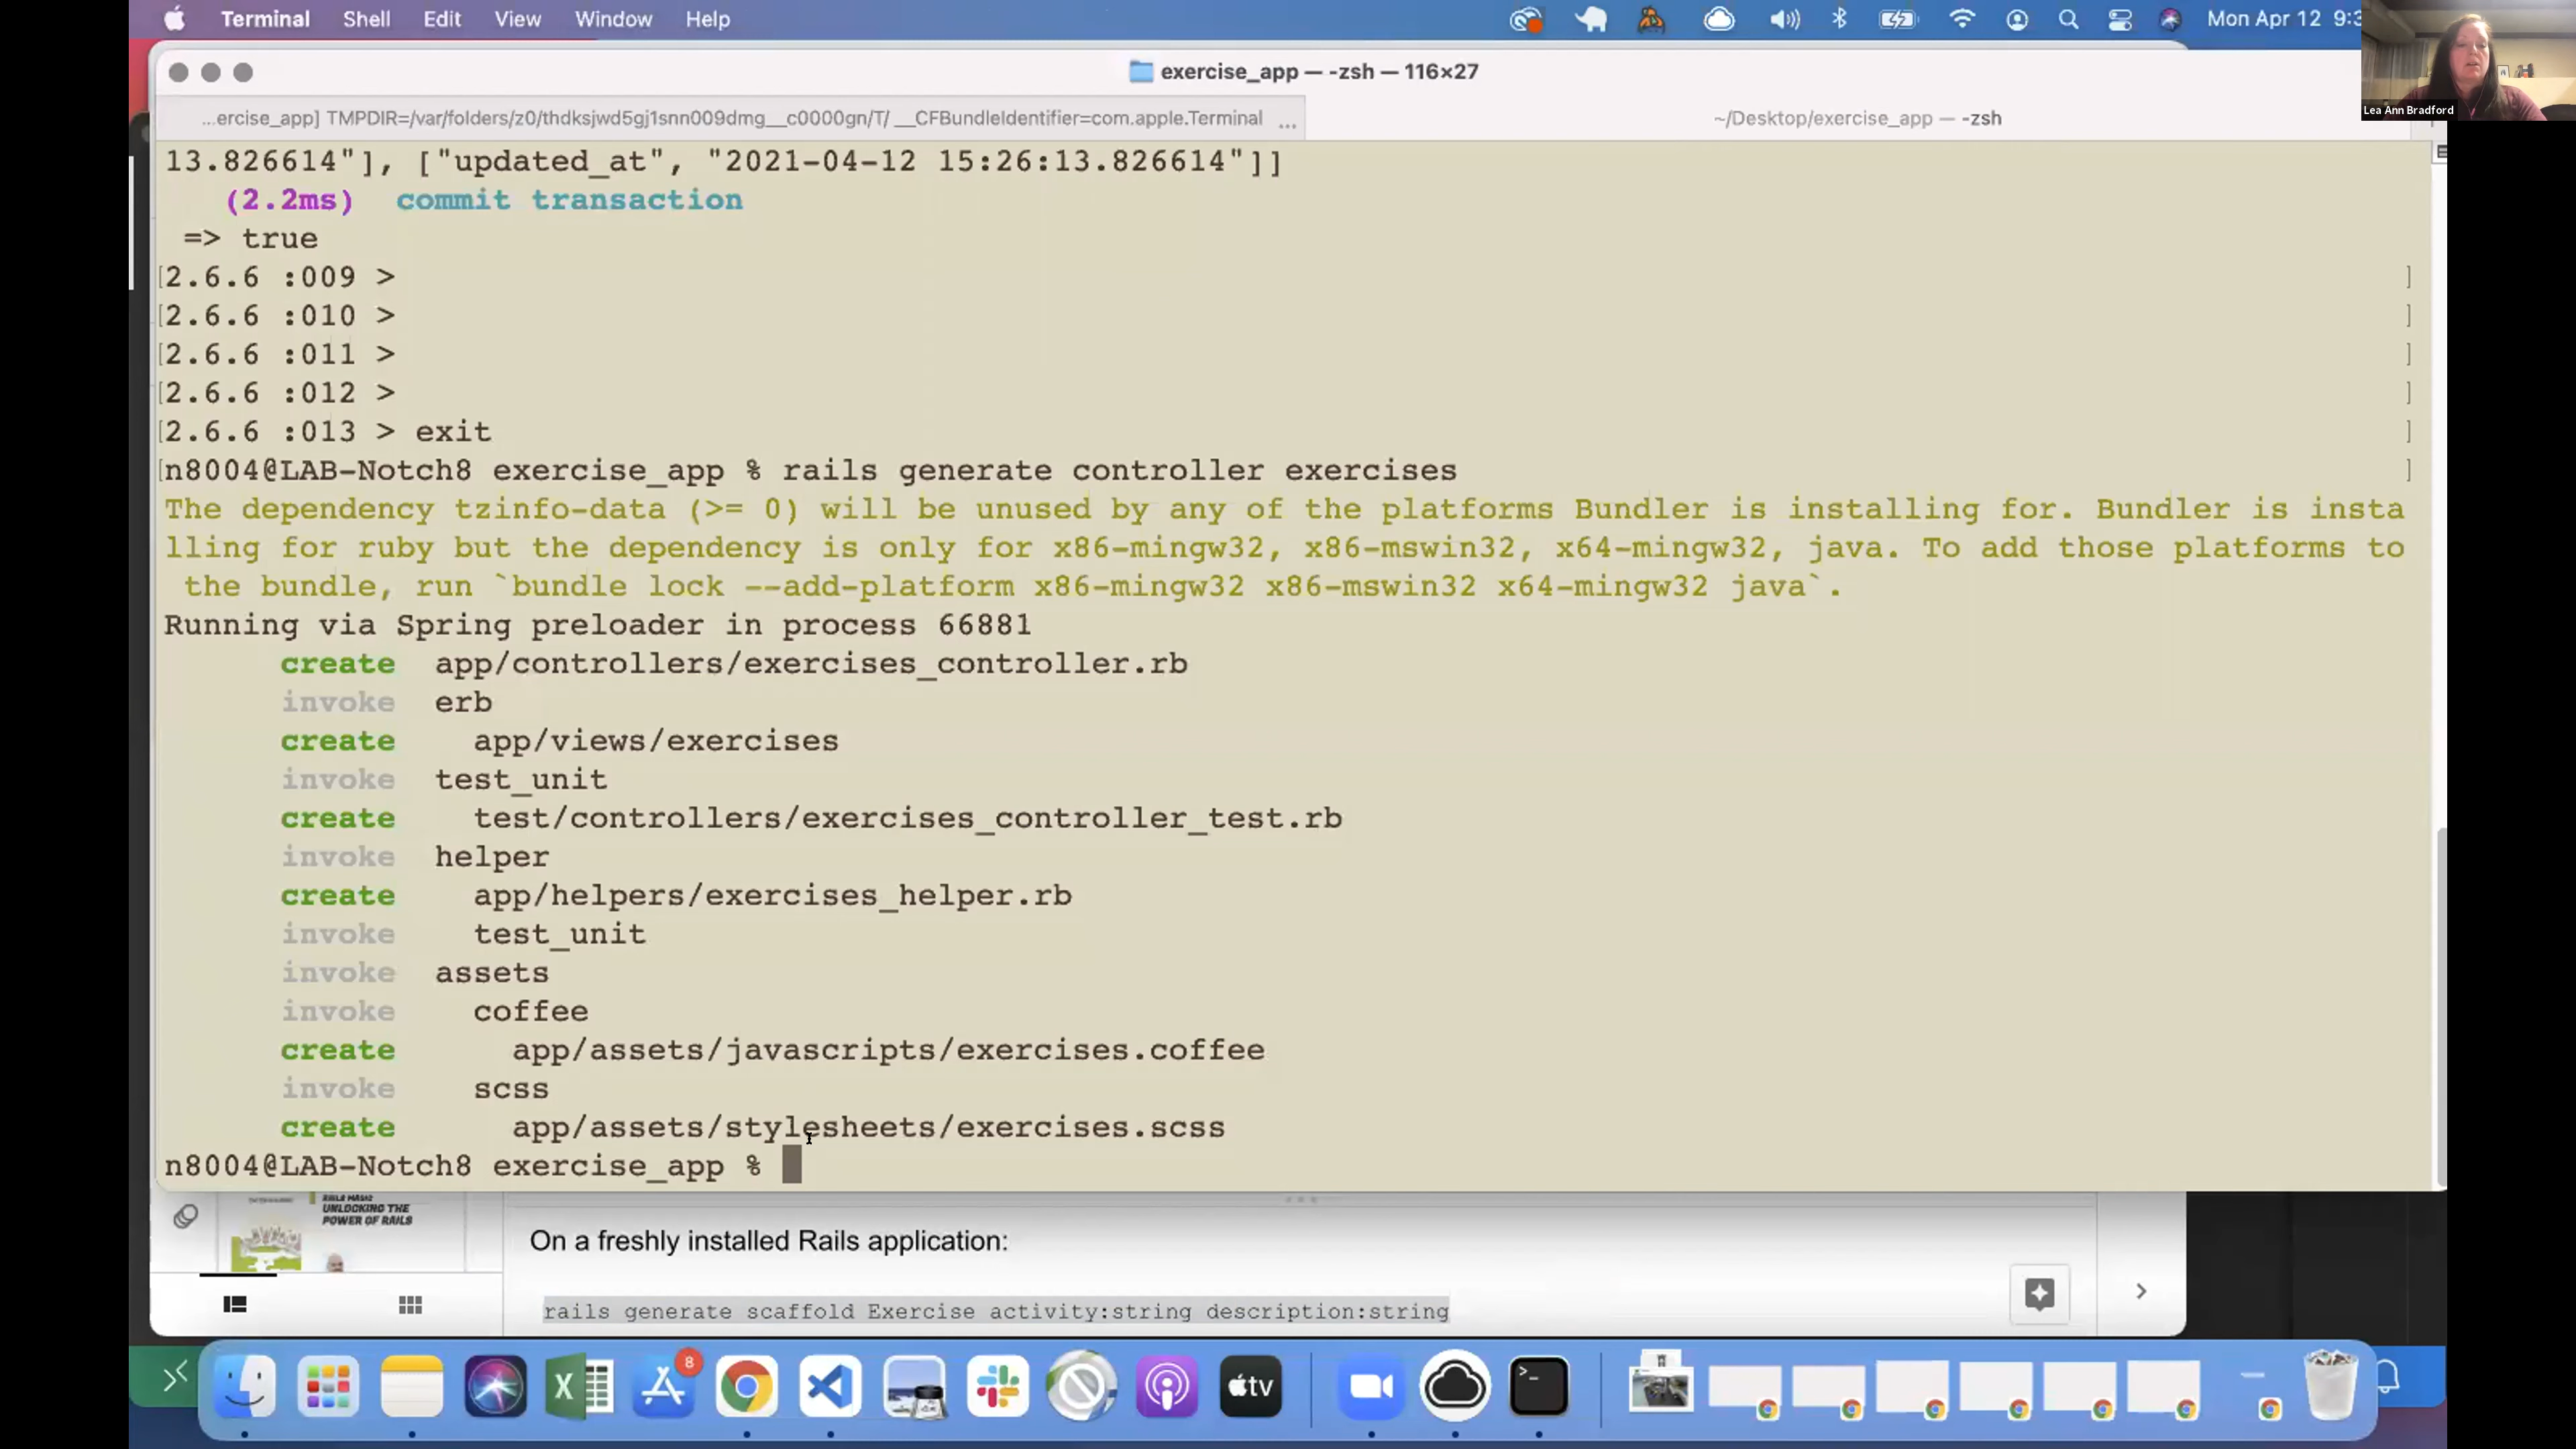 Terminal Shell Edit View Window Help Mon Apr 12 9:3
Lea Ann Bradford
exercise_app — -zsh — 116×27
...ercise_app] TMPDIR=/var/folders/z0/thdksjwd5gj1snn009dmg__c0000gn/T/ __CFBundleIdentifier=com.apple.Terminal ...
~/Desktop/exercise_app — -zsh
13.826614"], ["updated_at", "2021-04-12 15:26:13.826614"]]
(2.2ms) commit transaction
=> true
[2.6.6 :009 > ]
[2.6.6 :010 > ]
[2.6.6 :011 > ]
[2.6.6 :012 > ]
[2.6.6 :013 > exit ]
[n8004@LAB-Notch8 exercise_app % rails generate controller exercises ]
The dependency tzinfo-data (>= 0) will be unused by any of the platforms Bundler is installing for. Bundler is insta
lling for ruby but the dependency is only for x86-mingw32, x86-mswin32, x64-mingw32, java. To add those platforms to
the bundle, run `bundle lock --add-platform x86-mingw32 x86-mswin32 x64-mingw32 java`.
Running via Spring preloader in process 66881
create app/controllers/exercises_controller.rb
invoke erb
create app/views/exercises
invoke test_unit
create test/controllers/exercises_controller_test.rb
invoke helper
create app/helpers/exercises_helper.rb
invoke test_unit
invoke assets
invoke coffee
create app/assets/javascripts/exercises.coffee
invoke scss
create app/assets/stylesheets/exercises.scss
n8004@LAB-Notch8 exercise_app %
RAILS MAGIC
UNLOCKING THE
POWER OF RAILS
On a freshly installed Rails application:
rails generate scaffold Exercise activity:string description:string
8
tv